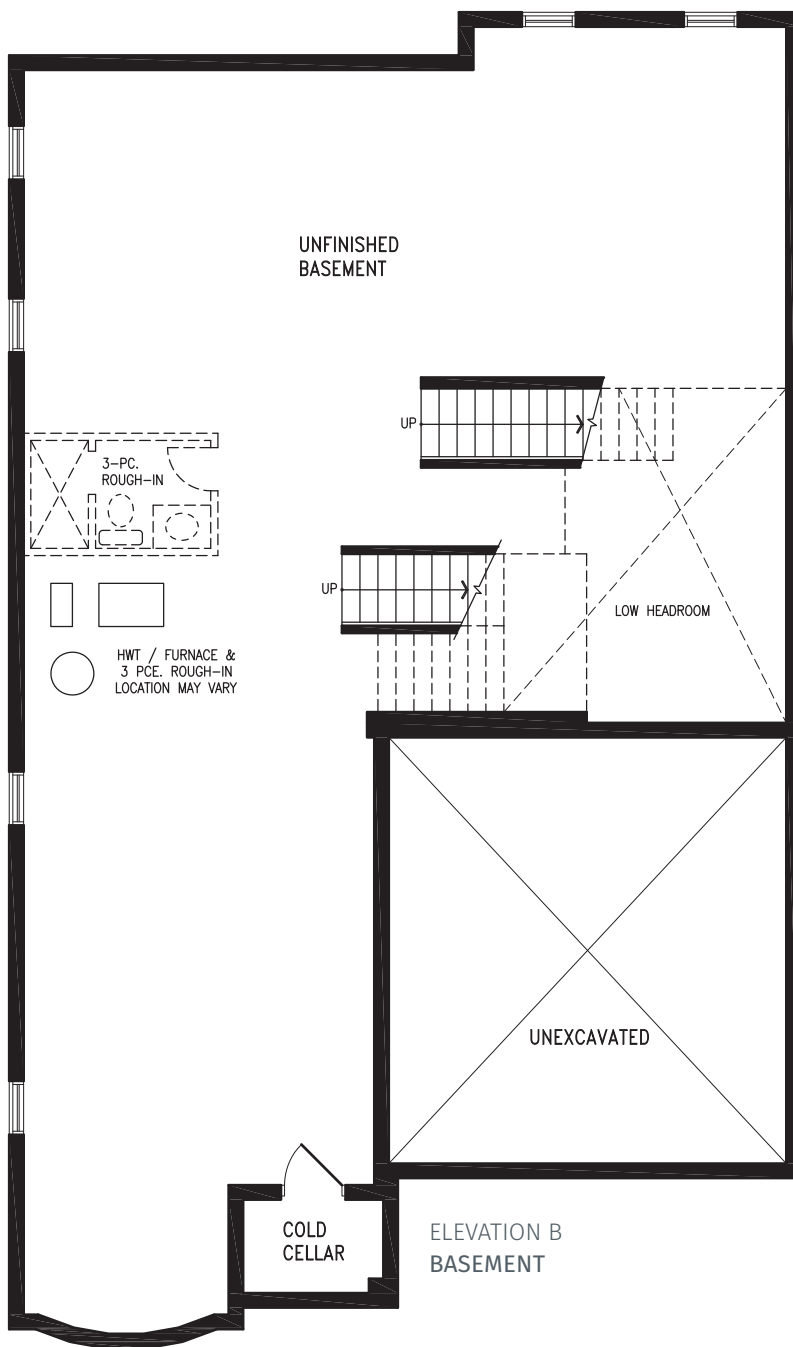 UNFINISHED
BASEMENT
UP
3-PC.
ROUGH-IN
UP
LOW HEADROOM
HWT / FURNACE &
3 PCE. ROUGH-IN
LOCATION MAY VARY
UNEXCAVATED
COLD
CELLAR
ELEVATION B
BASEMENT